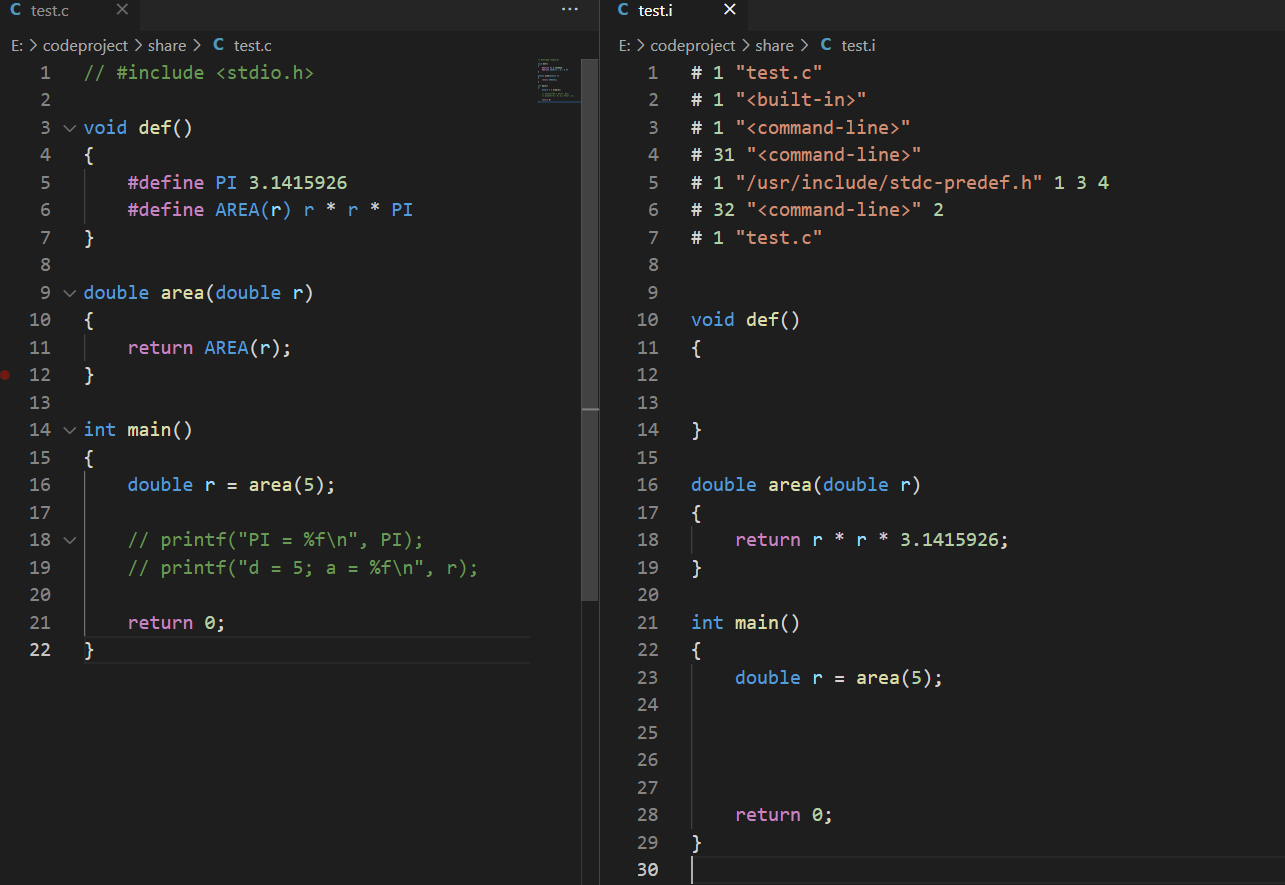 C test.c × ···
E: > codeproject > share > C test.c
1 // #include <stdio.h>
2
3 void def()
4 {
5 #define PI 3.1415926
6 #define AREA(r) r * r * PI
7 }
8
9 double area(double r)
10 {
11 return AREA(r);
12 }
13
14 int main()
15 {
16 double r = area(5);
17
18 // printf("PI = %f\n", PI);
19 // printf("d = 5; a = %f\n", r);
20
21 return 0;
22 }
C test.i ×
E: > codeproject > share > C test.i
1 # 1 "test.c"
2 # 1 "<built-in>"
3 # 1 "<command-line>"
4 # 31 "<command-line>"
5 # 1 "/usr/include/stdc-predef.h" 1 3 4
6 # 32 "<command-line>" 2
7 # 1 "test.c"
8
9
10 void def()
11 {
12
13
14 }
15
16 double area(double r)
17 {
18 return r * r * 3.1415926;
19 }
20
21 int main()
22 {
23 double r = area(5);
24
25
26
27
28 return 0;
29 }
30